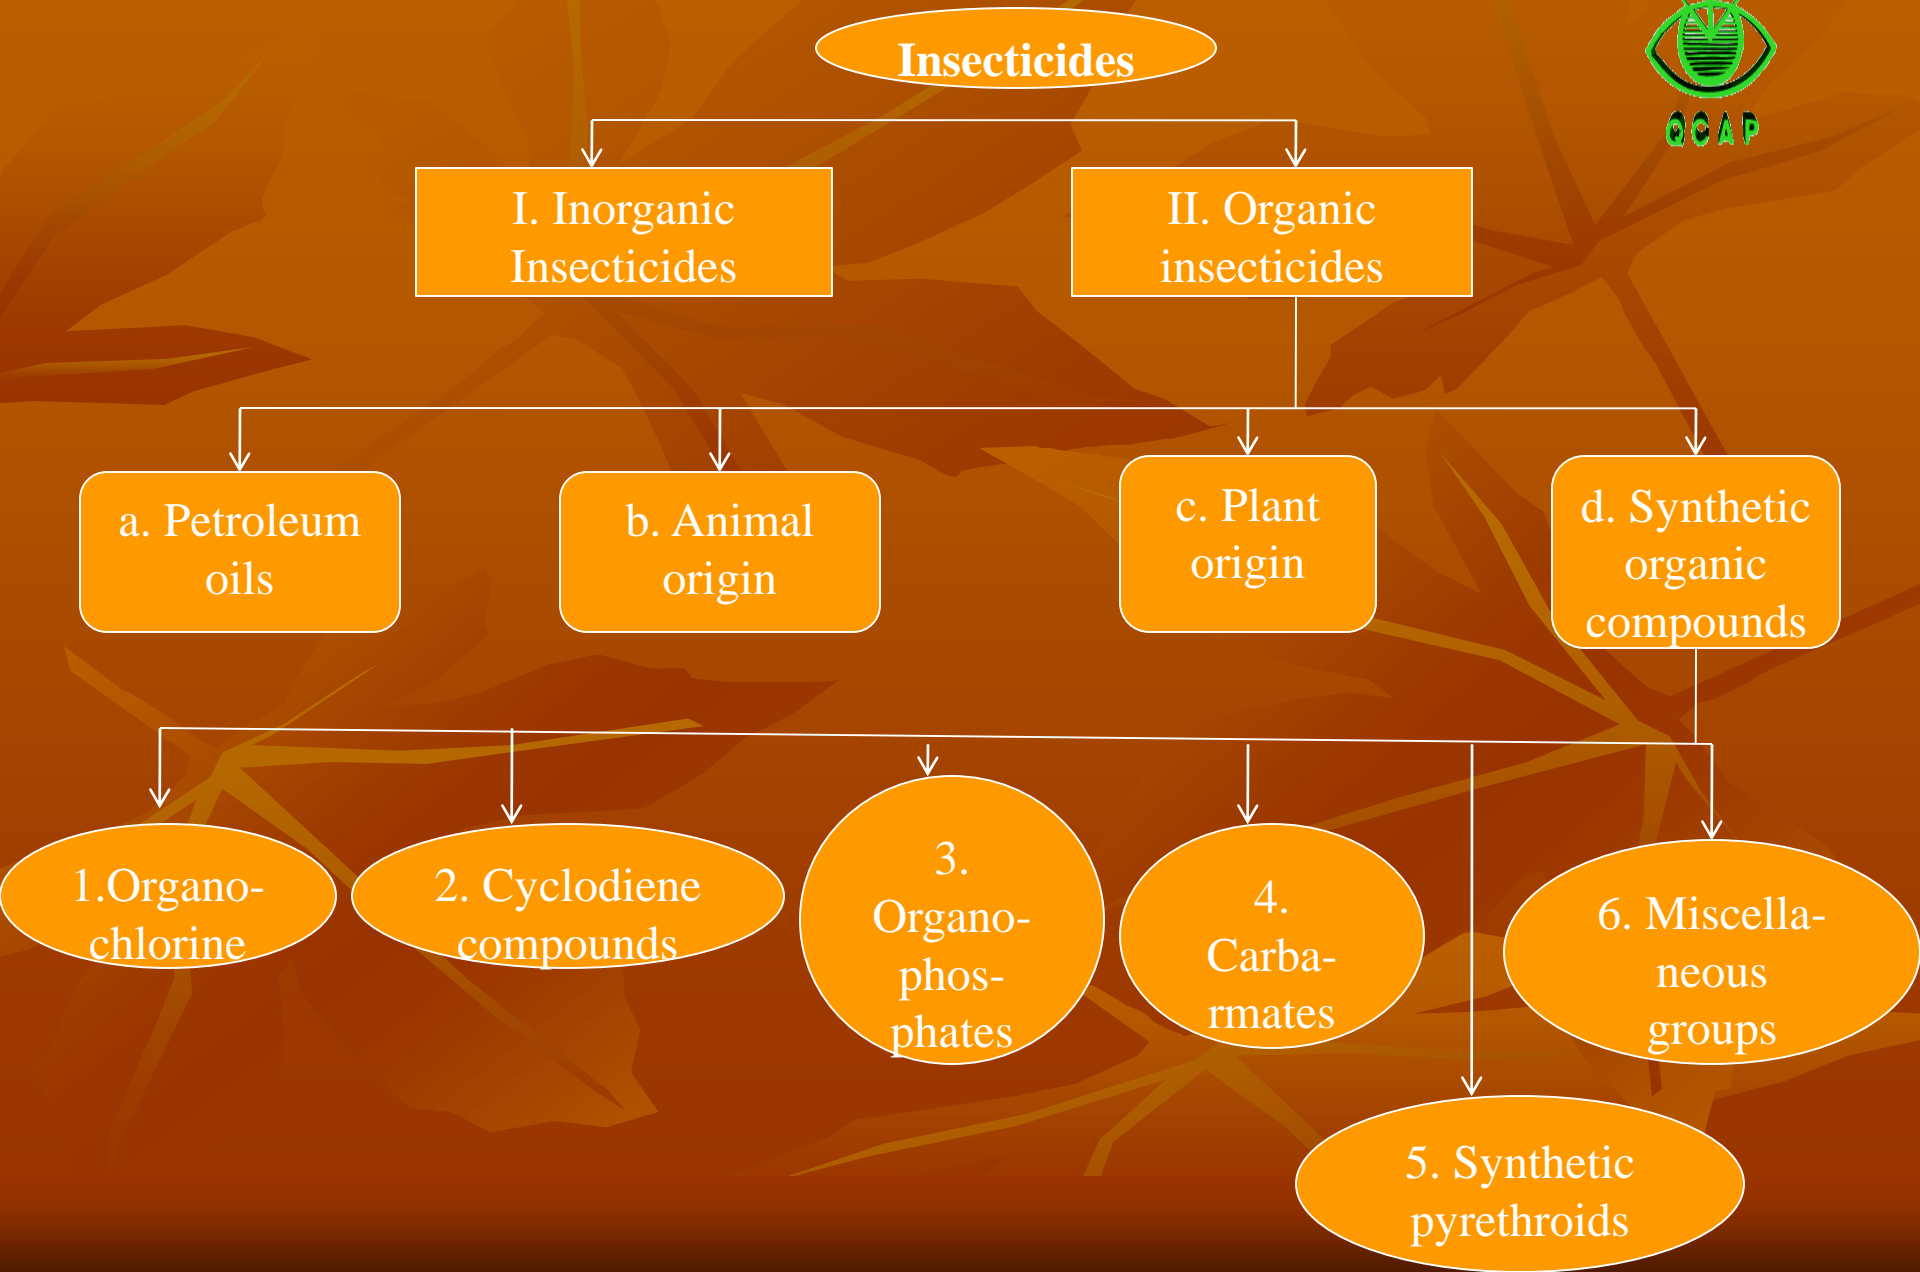 Insecticides
QCAP
I. Inorganic
Insecticides
II. Organic
insecticides
a. Petroleum
oils
b. Animal
origin
c. Plant
origin
d. Synthetic
organic
compounds
1.Organo-
chlorine
2. Cyclodiene
compounds
3.
Organo-
phos-
phates
4.
Carba-
rmates
6. Miscella-
neous
groups
5. Synthetic
pyrethroids